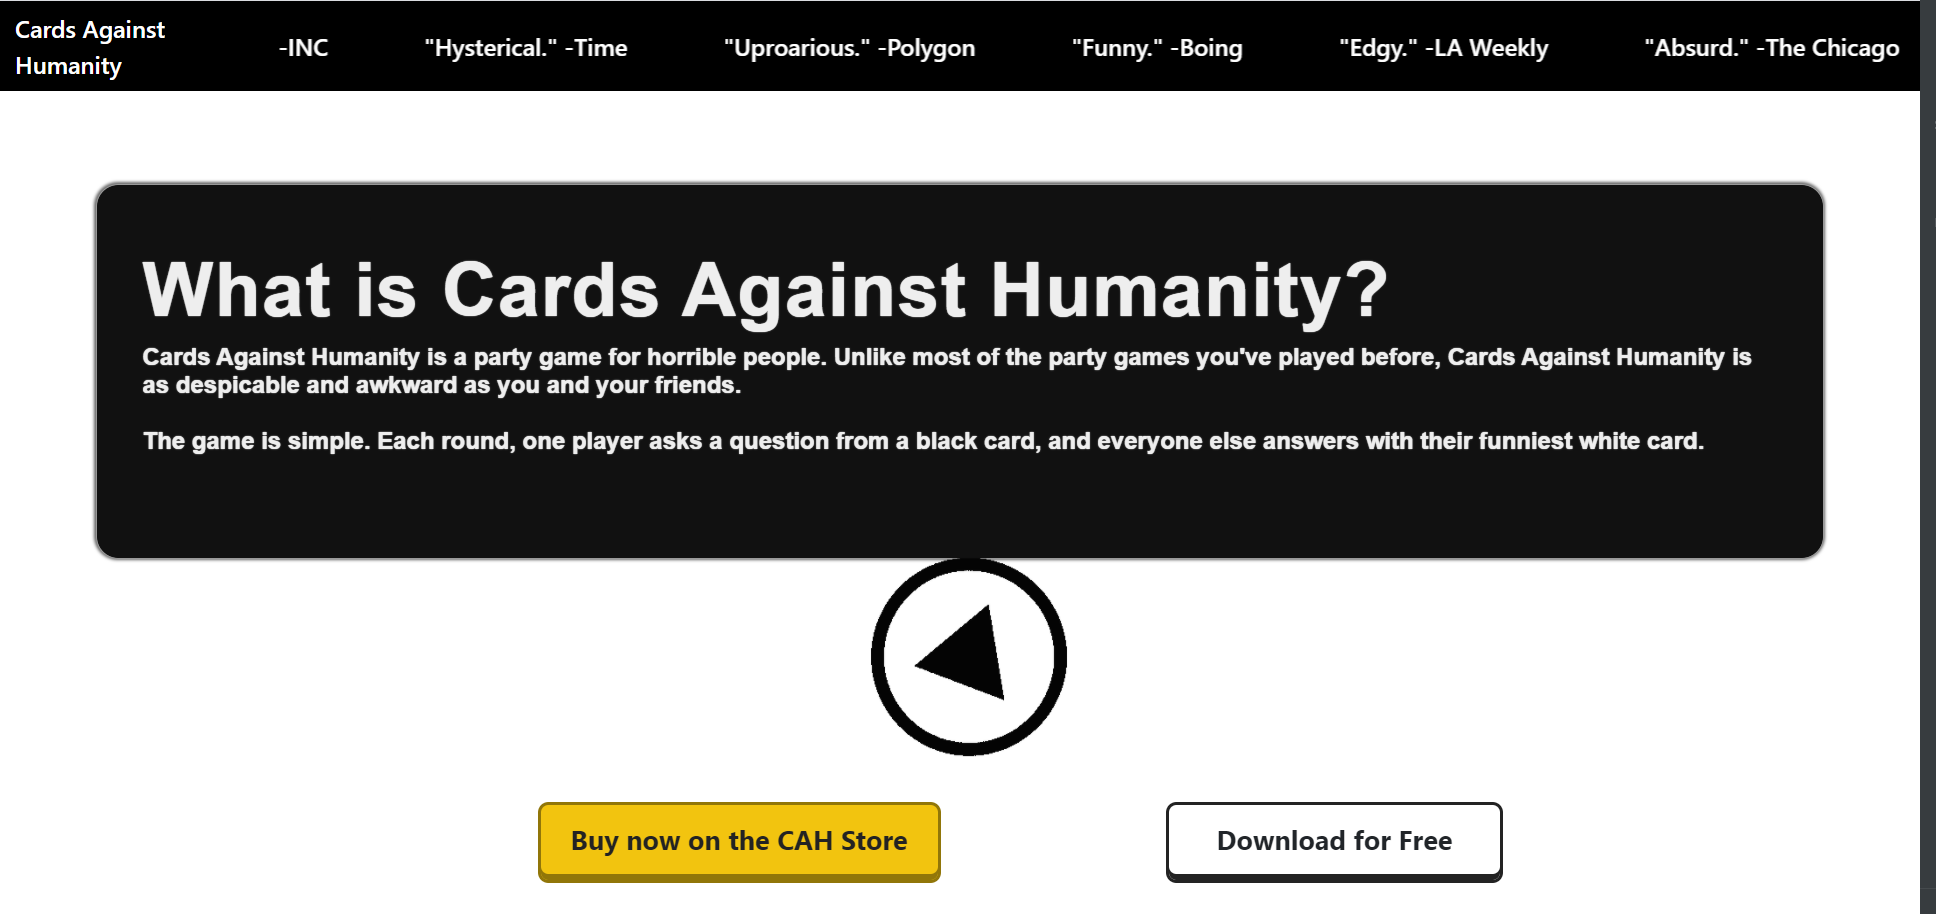 Cards Against
Humanity
-INC
"Hysterical." -Time
"Uproarious." -Polygon
"Funny." -Boing
"Edgy." -LA Weekly
"Absurd." -The Chicago
What is Cards Against Humanity?
Cards Against Humanity is a party game for horrible people. Unlike most of the party games you've played before, Cards Against Humanity is
as despicable and awkward as you and your friends.
The game is simple. Each round, one player asks a question from a black card, and everyone else answers with their funniest white card.
Buy now on the CAH Store
Download for Free